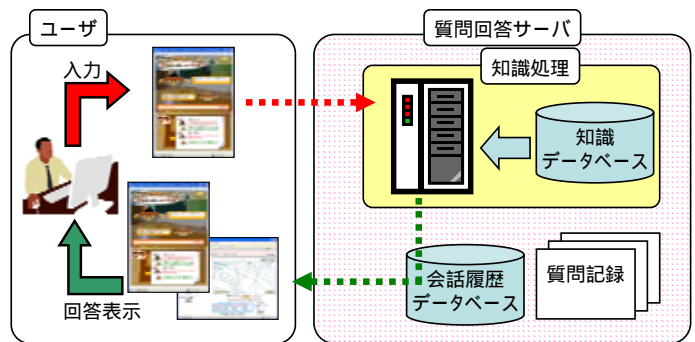 ユーザ
質問回答サーバ
知識処理
入力
知識
データベース
会話履歴
データベース
質問記録
回答表示